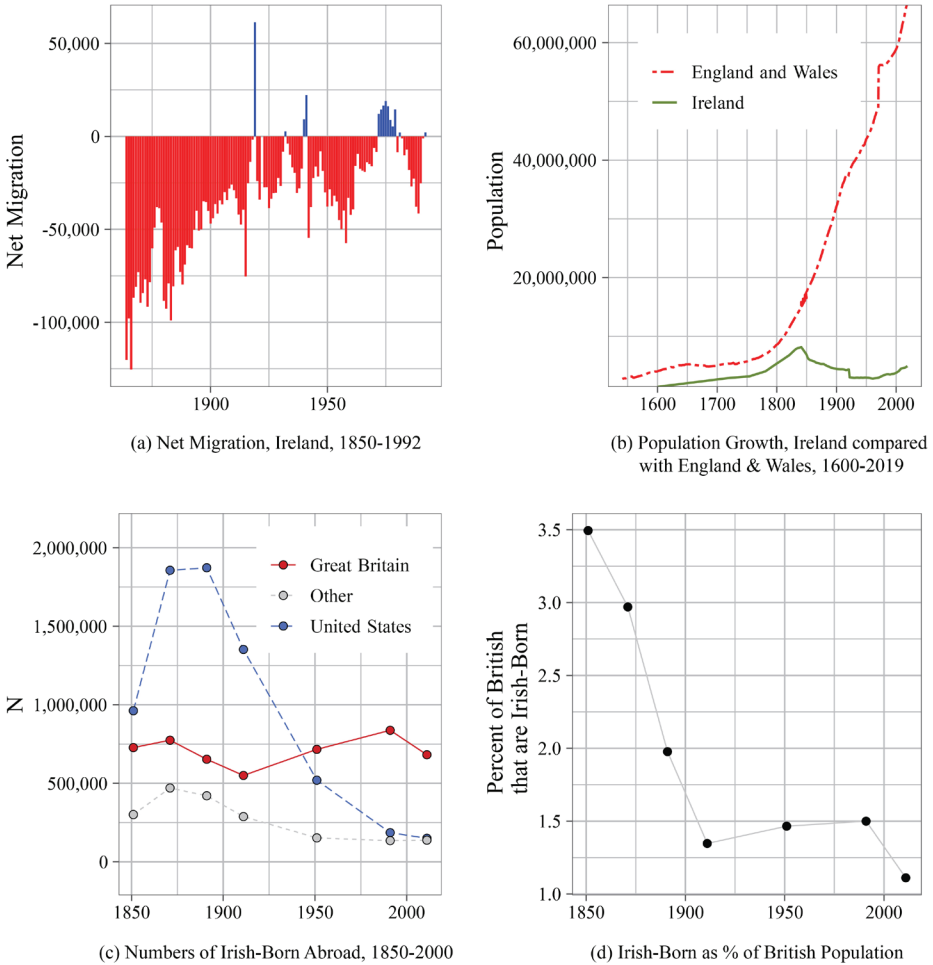 50,000
0
-50,000
-100,000
Net Migration
1900
1950
(a) Net Migration, Ireland, 1850-1992
60,000,000
40,000,000
20,000,000
Population
England and Wales
Ireland
1600
1700
1800
1900
2000
(b) Population Growth, Ireland compared
with England & Wales, 1600-2019
2,000,000
1,500,000
1,000,000
500,000
0
N
Great Britain
Other
United States
1850
1900
1950
2000
(c) Numbers of Irish-Born Abroad, 1850-2000
3.5
3.0
2.5
2.0
1.5
1.0
Percent of British
that are Irish-Born
1850
1900
1950
2000
(d) Irish-Born as % of British Population